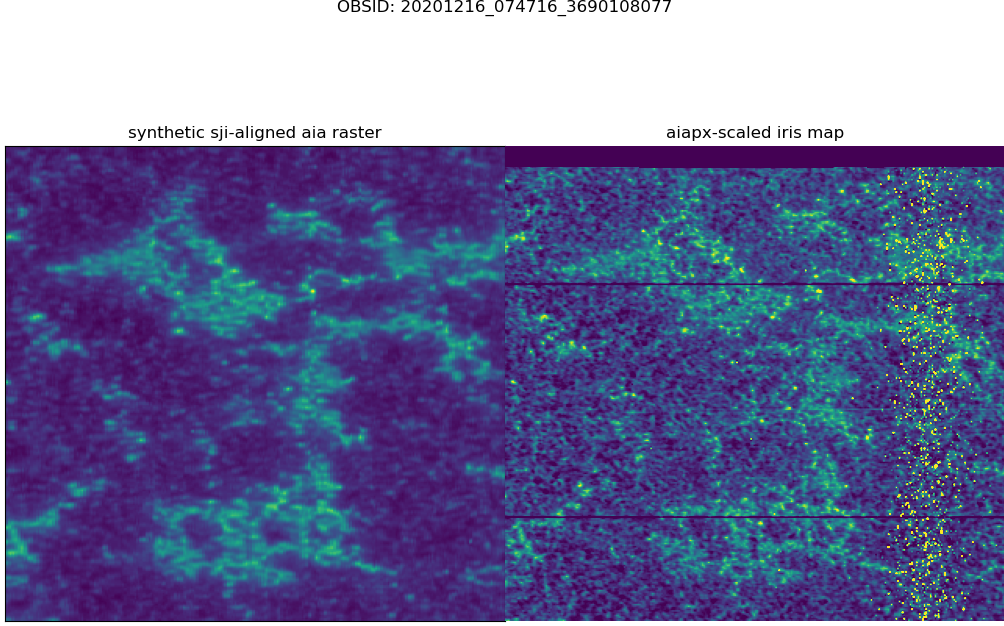 OBSID: 20201216_074716_3690108077
synthetic sji-aligned aia raster
aiapx-scaled iris map